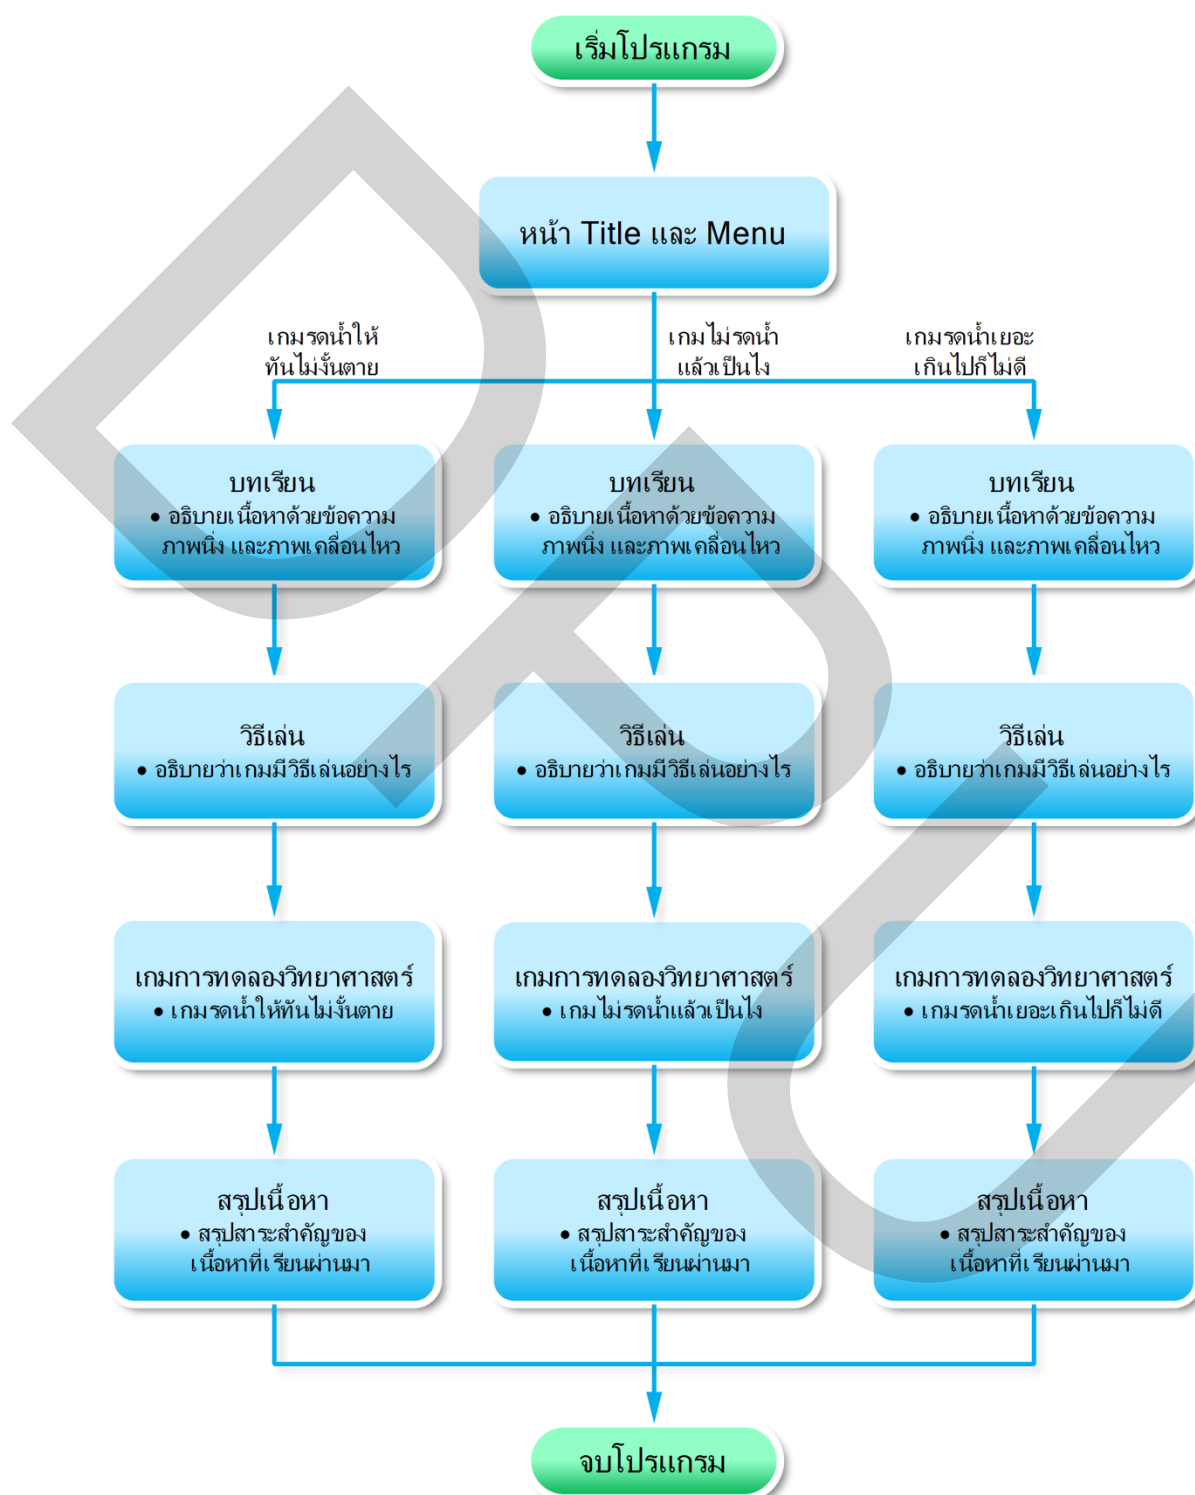 เริ่มโปรแกรม
หน้า Title และ Menu
เกมรดน้ำให้
ทันไม่งั้นตาย
เกมไม่รดน้ำ
แล้วเป็นไง
เกมรดน้ำเยอะ
เกินไปก็ไม่ดี
บทเรียน
• อธิบายเนื้อหาด้วยข้อความ
ภาพนิ่ง และภาพเคลื่อนไหว
บทเรียน
• อธิบายเนื้อหาด้วยข้อความ
ภาพนิ่ง และภาพเคลื่อนไหว
บทเรียน
• อธิบายเนื้อหาด้วยข้อความ
ภาพนิ่ง และภาพเคลื่อนไหว
วิธีเล่น
• อธิบายว่าเกมมีวิธีเล่นอย่างไร
วิธีเล่น
• อธิบายว่าเกมมีวิธีเล่นอย่างไร
วิธีเล่น
• อธิบายว่าเกมมีวิธีเล่นอย่างไร
เกมการทดลองวิทยาศาสตร์
• เกมรดน้ำให้ทันไม่งั้นตาย
เกมการทดลองวิทยาศาสตร์
• เกมไม่รดน้ำแล้วเป็นไง
เกมการทดลองวิทยาศาสตร์
• เกมรดน้ำเยอะเกินไปก็ไม่ดี
สรุปเนื้อหา
• สรุปสาระสำคัญของ
เนื้อหาที่เรียนผ่านมา
สรุปเนื้อหา
• สรุปสาระสำคัญของ
เนื้อหาที่เรียนผ่านมา
สรุปเนื้อหา
• สรุปสาระสำคัญของ
เนื้อหาที่เรียนผ่านมา
จบโปรแกรม
DPU